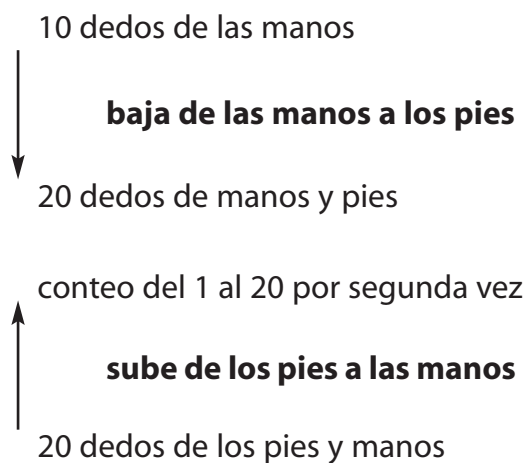 10 dedos de las manos
baja de las manos a los pies
20 dedos de manos y pies
conteo del 1 al 20 por segunda vez
sube de los pies a las manos
20 dedos de los pies y manos